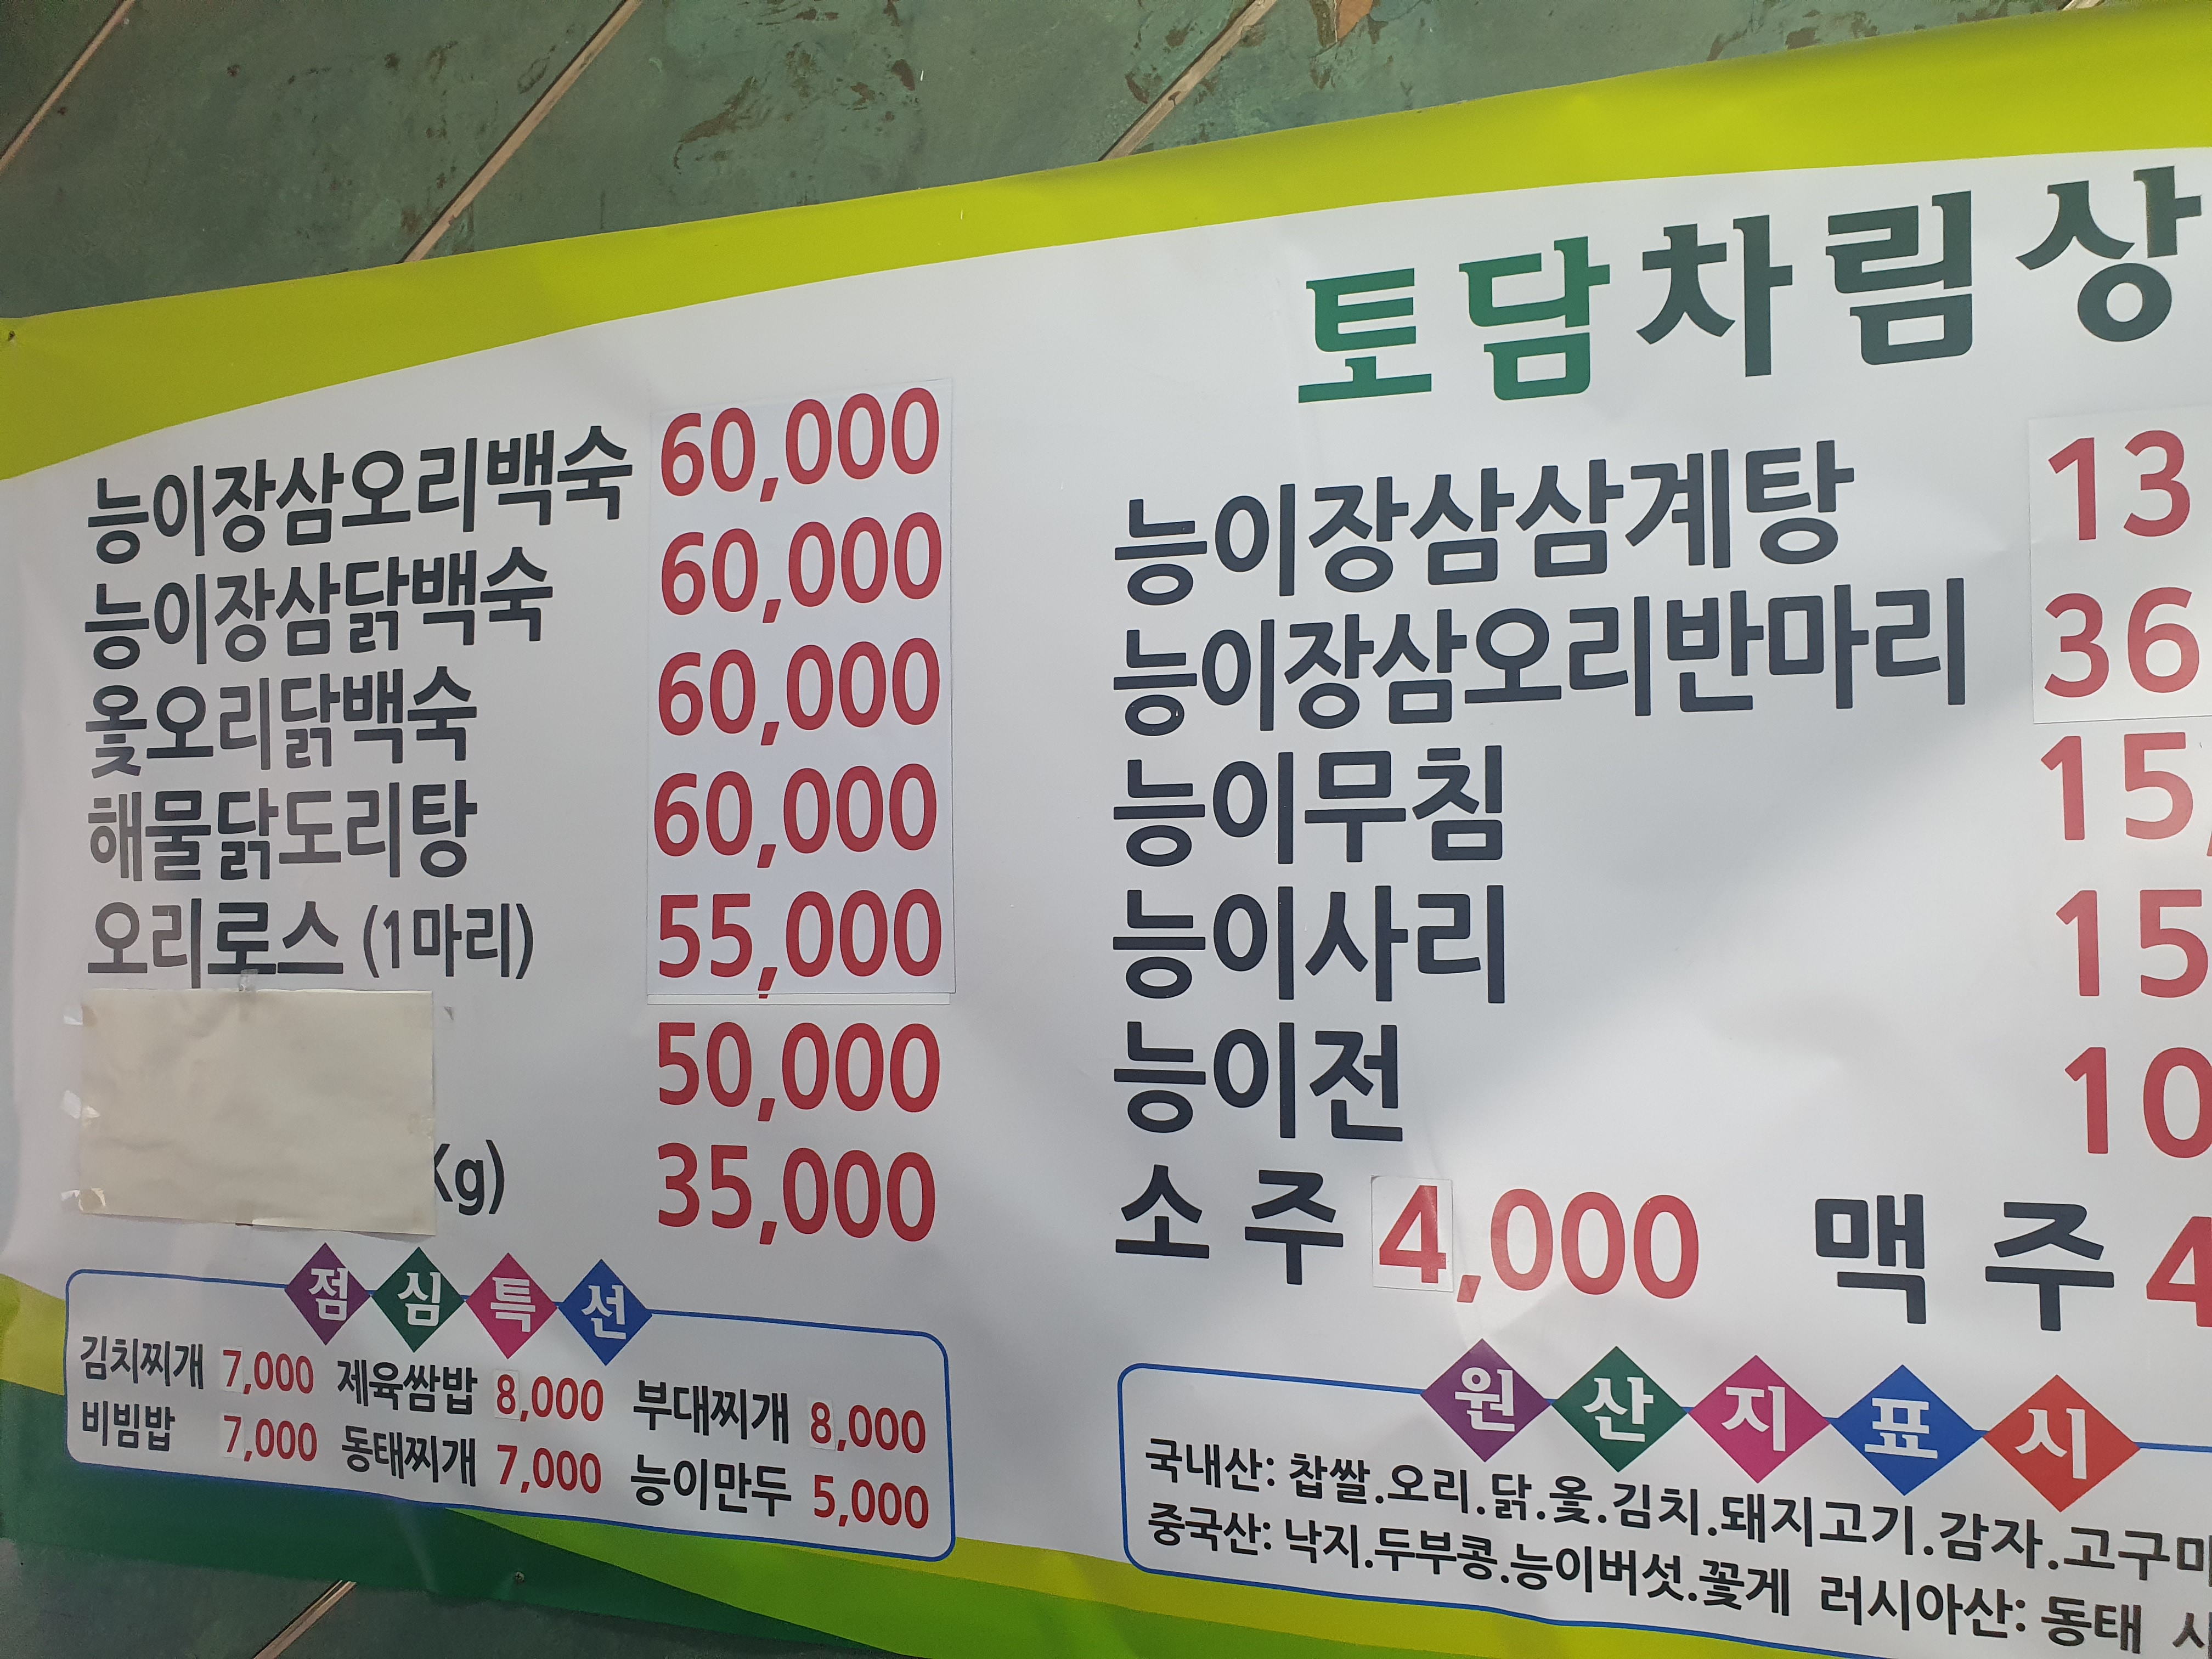 토담차림상
능이장삼오리백숙 60,000
능이장삼닭백숙 60,000
옻오리닭백숙 60,000
해물닭도리탕 60,000
오리로스 (1마리) 55,000
50,000
Kg) 35,000
점심특선
김치찌개 7,000 제육쌈밥 8,000 부대찌개 8,000
비빔밥 7,000 동태찌개 7,000 능이만두 5,000
능이장삼삼계탕 13
능이장삼오리반마리 36
능이무침 15,
능이사리 15
능이전 10
소주 4,000 맥주 4
원산지표시
국내산: 찹쌀.오리.닭.옻.김치.돼지고기.감자.고구마
중국산: 낙지.두부콩.능이버섯.꽃게 러시아산: 동태